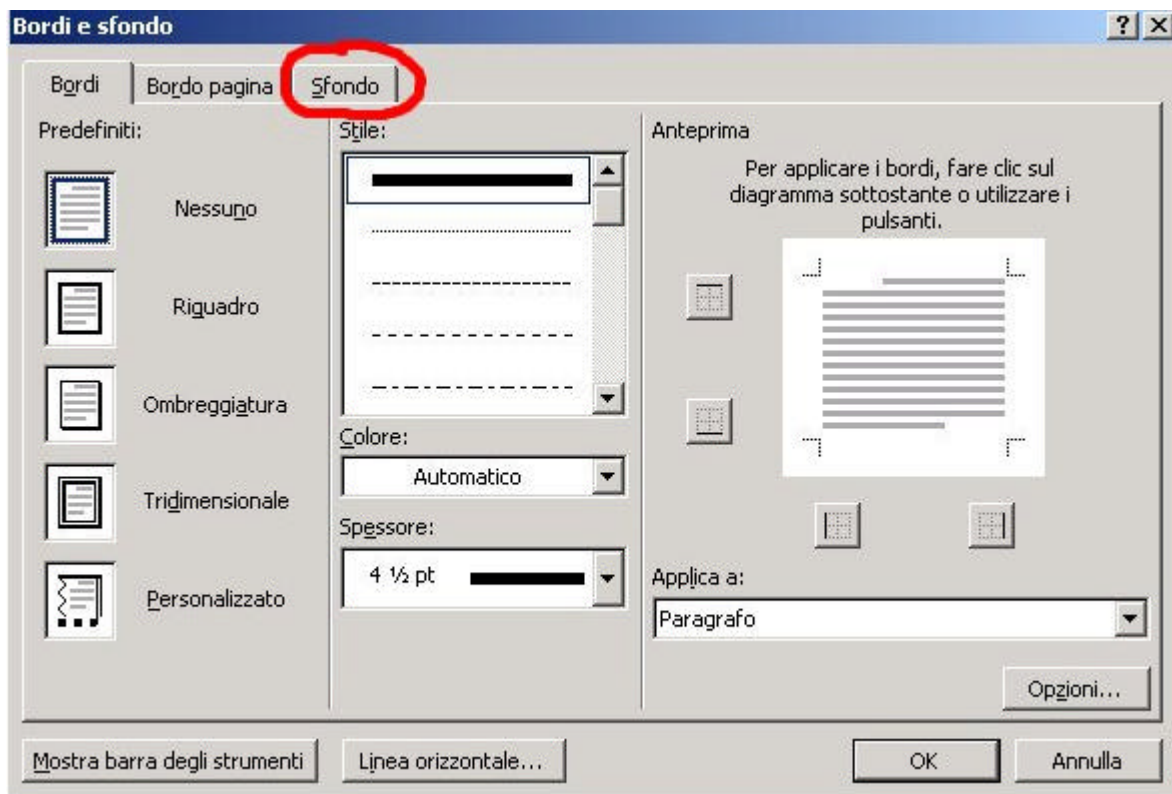 Bordi e sfondo
Bordi
Bordo pagina
Sfondo
Predefiniti:
Nessuno
Riquadro
Ombreggiatura
Tridimensionale
Personalizzato
Stile:
Colore:
Automatico
Spessore:
4 ½ pt
Anteprima
Per applicare i bordi, fare clic sul
diagramma sottostante o utilizzare i
pulsanti.
Applica a:
Paragrafo
Opzioni...
Mostra barra degli strumenti
Linea orizzontale...
OK
Annulla